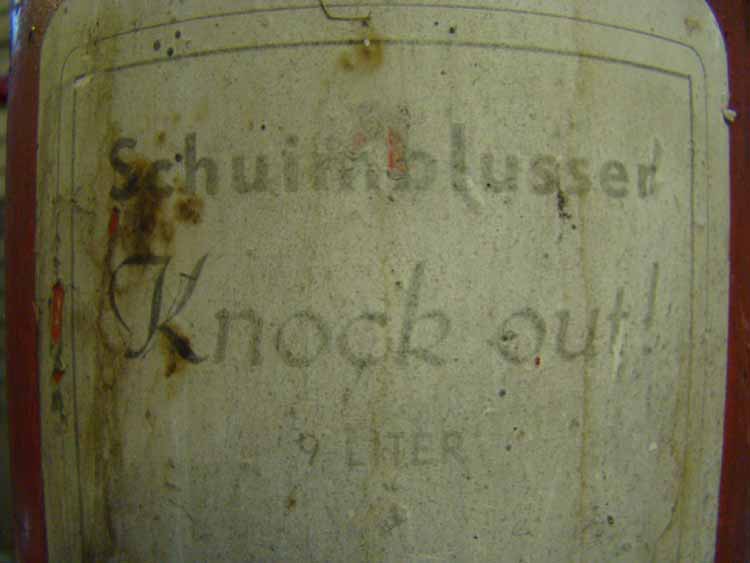 Schuimblusser
Knock out!
9 LITER